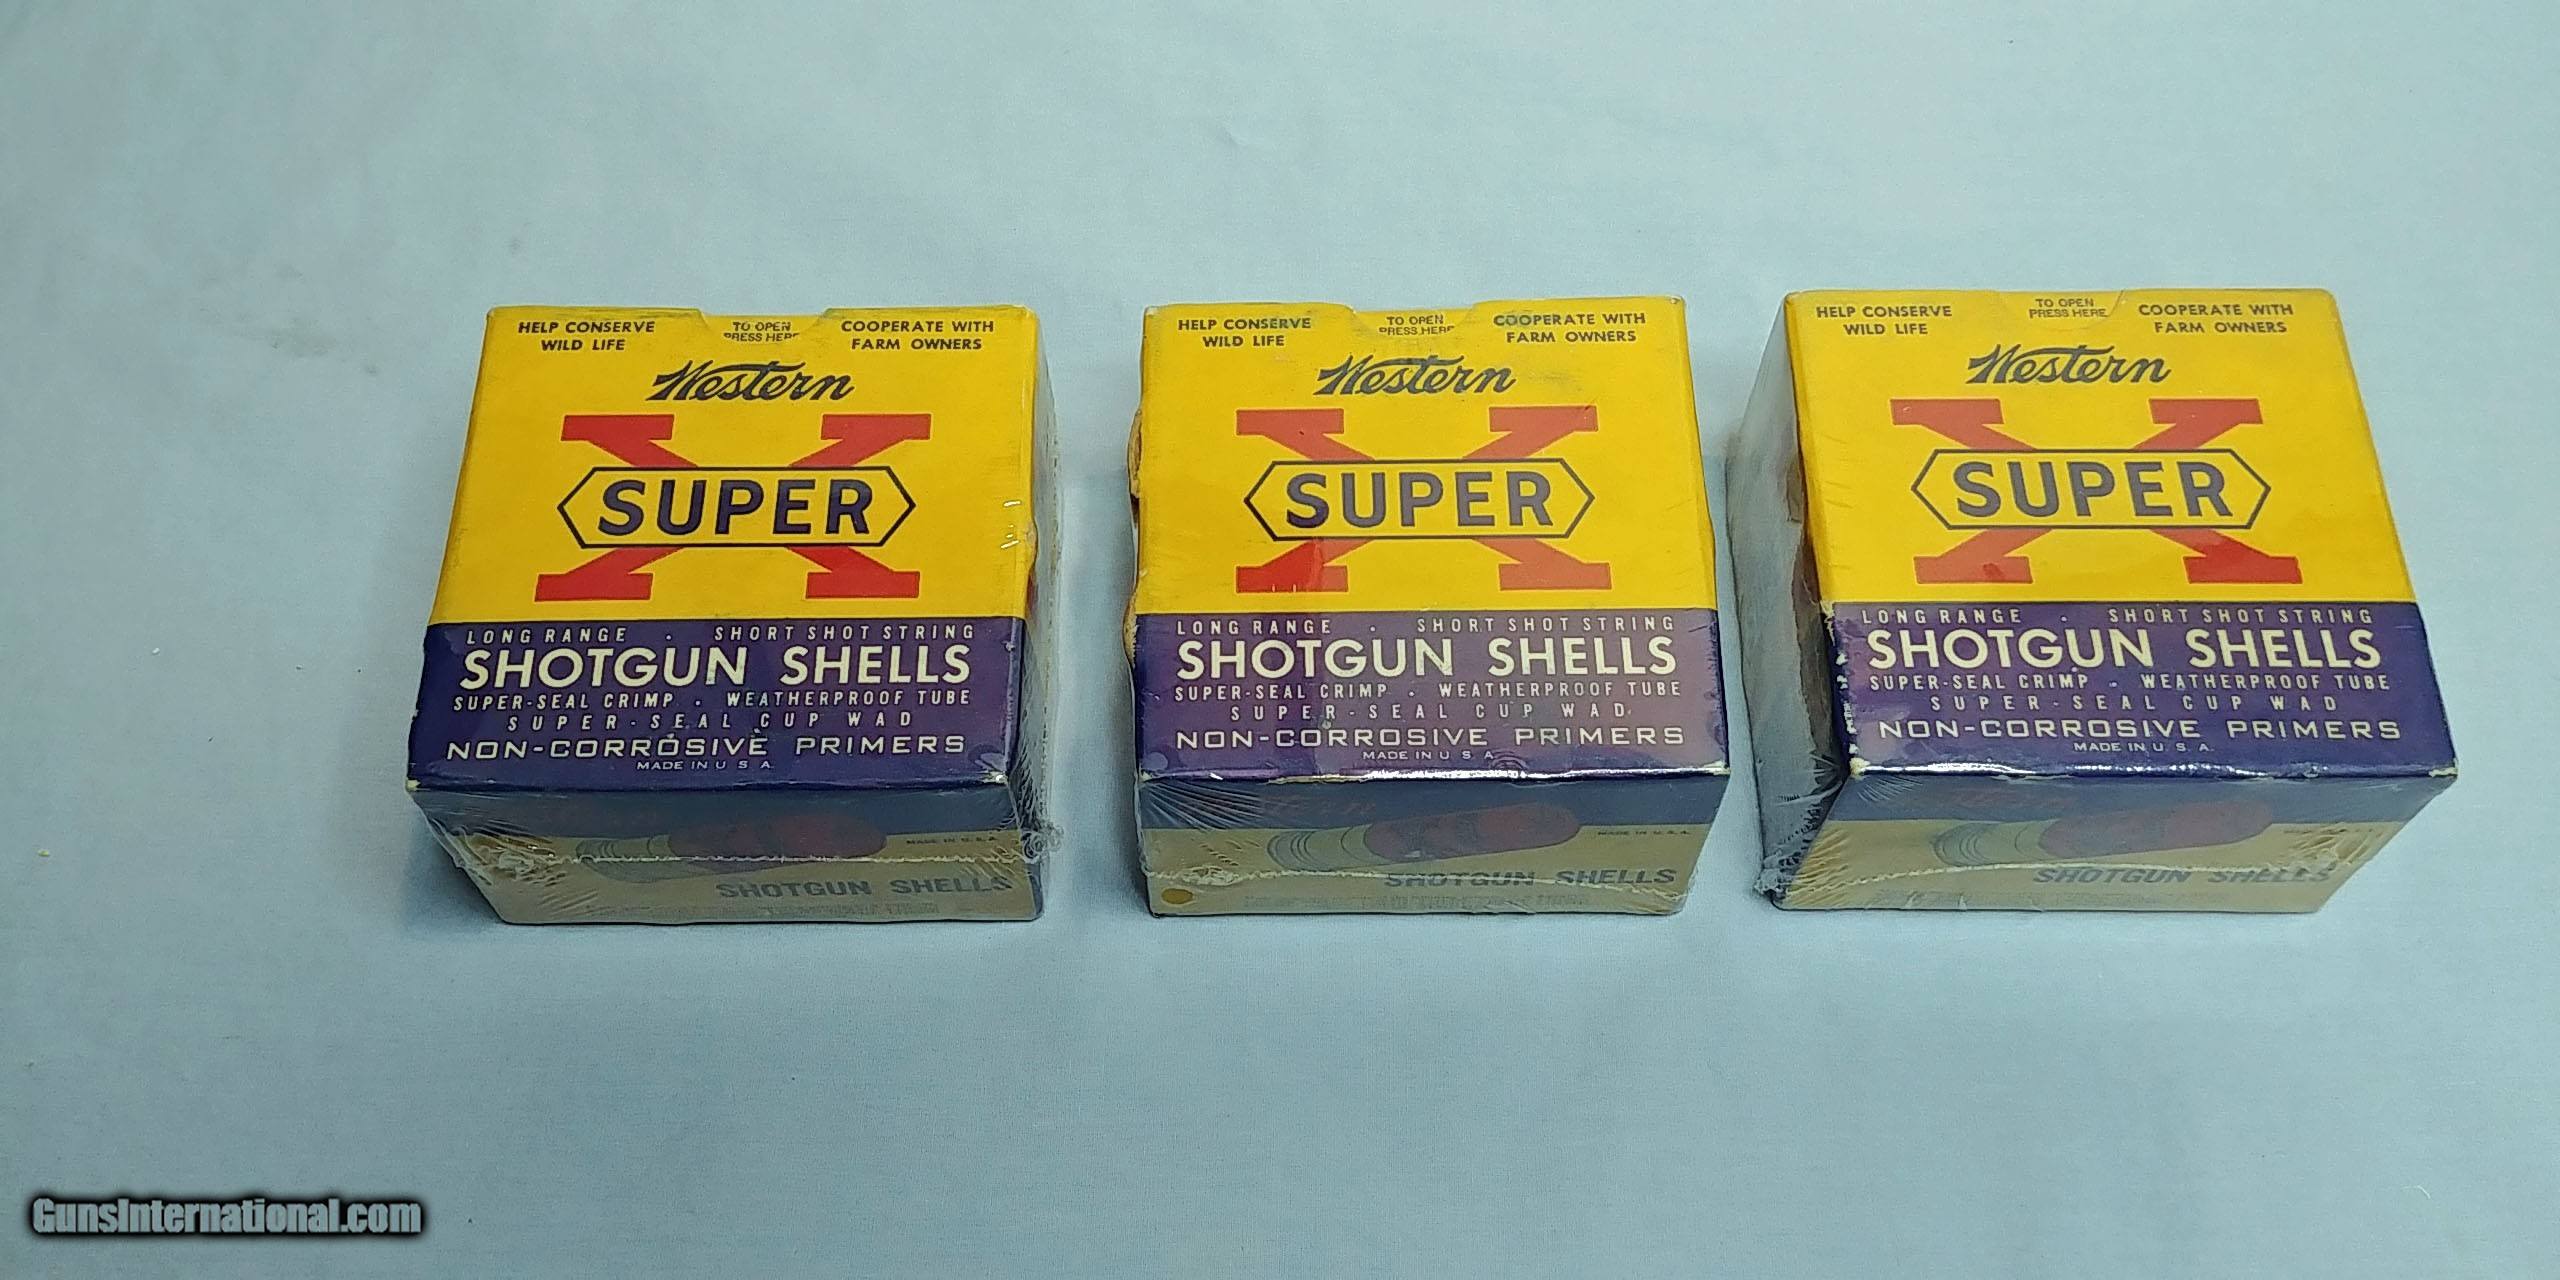 HELP CONSERVE
WILD LIFE
TO OPEN
PRESS HERE
COOPERATE WITH
FARM OWNERS
Western
SUPER X
LONG RANGE . SHORT SHOT STRING
SHOTGUN SHELLS
SUPER-SEAL CRIMP . WEATHERPROOF TUBE
SUPER-SEAL CUP WAD
NON-CORROSIVE PRIMERS
MADE IN U.S.A.
MADE IN U.S.A.
SHOTGUN SHELLS
HELP CONSERVE
WILD LIFE
TO OPEN
PRESS HERE
COOPERATE WITH
FARM OWNERS
Western
SUPER X
LONG RANGE . SHORT SHOT STRING
SHOTGUN SHELLS
SUPER-SEAL CRIMP . WEATHERPROOF TUBE
SUPER-SEAL CUP WAD
NON-CORROSIVE PRIMERS
MADE IN U.S.A.
MADE IN U.S.A.
SHOTGUN SHELLS
HELP CONSERVE
WILD LIFE
TO OPEN
PRESS HERE
COOPERATE WITH
FARM OWNERS
Western
SUPER X
LONG RANGE . SHORT SHOT STRING
SHOTGUN SHELLS
SUPER-SEAL CRIMP . WEATHERPROOF TUBE
SUPER-SEAL CUP WAD
NON-CORROSIVE PRIMERS
MADE IN U.S.A.
SHOTGUN SHELLS
GunsInternational.com